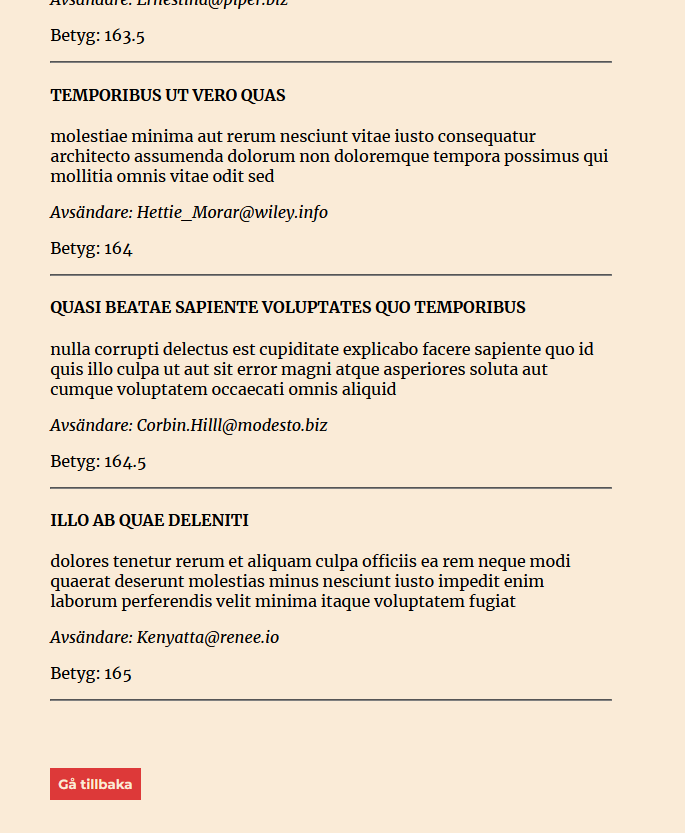 Avsändare: Ernestina@piper.biz
Betyg: 163.5
TEMPORIBUS UT VERO QUAS
molestiae minima aut rerum nesciunt vitae iusto consequatur
architecto assumenda dolorum non doloremque tempora possimus qui
mollitia omnis vitae odit sed
Avsändare: Hettie_Morar@wiley.info
Betyg: 164
QUASI BEATAE SAPIENTE VOLUPTATES QUO TEMPORIBUS
nulla corrupti delectus est cupiditate explicabo facere sapiente quo id
quis illo culpa ut aut sit error magni atque asperiores soluta aut
cumque voluptatem occaecati omnis aliquid
Avsändare: Corbin.Hilll@modesto.biz
Betyg: 164.5
ILLO AB QUAE DELENITI
dolores tenetur rerum et aliquam culpa officiis ea rem neque modi
quaerat deserunt molestias minus nesciunt iusto impedit enim
laborum perferendis velit minima itaque voluptatem fugiat
Avsändare: Kenyatta@renee.io
Betyg: 165
Gå tillbaka